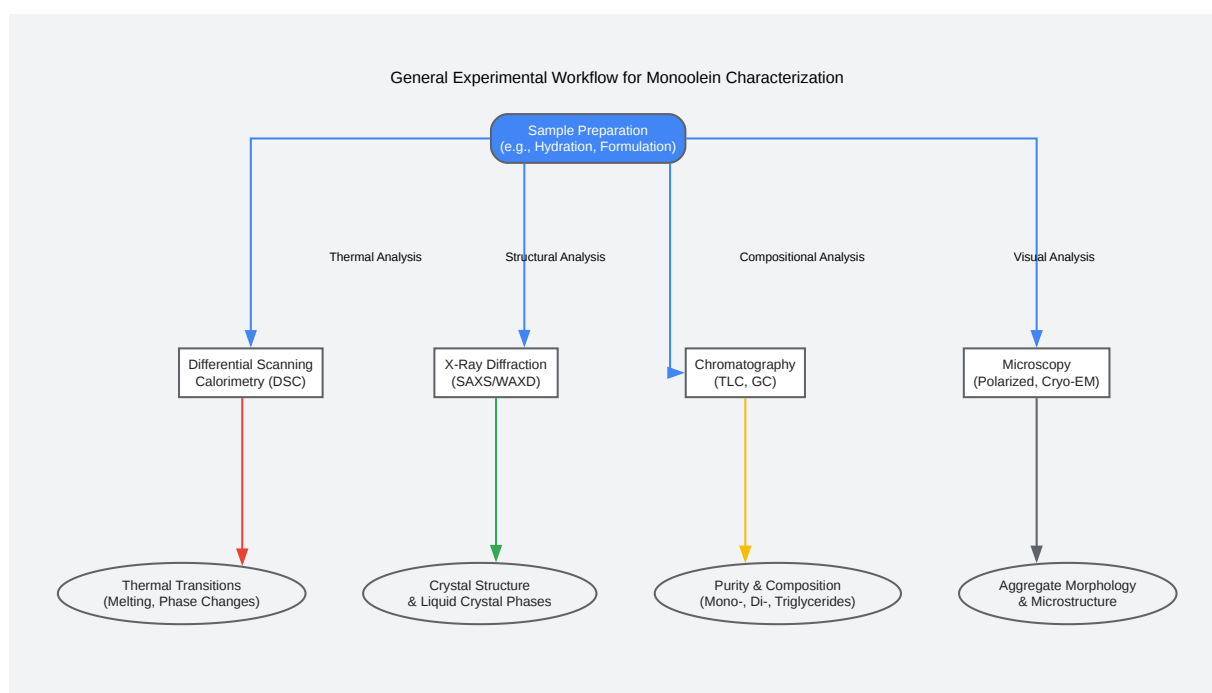 General Experimental Workflow for Monoolein Characterization
Sample Preparation
(e.g., Hydration, Formulation)
Thermal Analysis
Structural Analysis
Compositional Analysis
Visual Analysis
Differential Scanning
Calorimetry (DSC)
X-Ray Diffraction
(SAXS/WAXD)
Chromatography
(TLC, GC)
Microscopy
(Polarized, Cryo-EM)
Thermal Transitions
(Melting, Phase Changes)
Crystal Structure
& Liquid Crystal Phases
Purity & Composition
(Mono-, Di-, Triglycerides)
Aggregate Morphology
& Microstructure